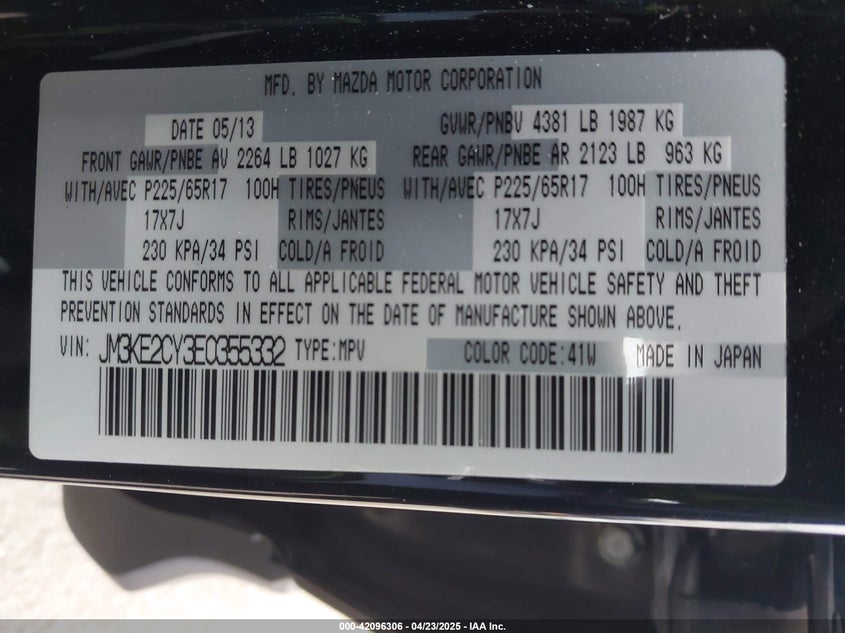 MFD. BY MAZDA MOTOR CORPORATION
DATE 05/13 GVWR/PNBV 4381 LB 1987 KG
FRONT GAWR/PNBE AV 2264 LB 1027 KG REAR GAWR/PNBE AR 2123 LB 963 KG
WITH/AVEC P225/65R17 100H TIRES/PNEUS WITH/AVEC P225/65R17 100H TIRES/PNEUS
17X7J RIMS/JANTES 17X7J RIMS/JANTES
230 KPA/34 PSI COLD/A FROID 230 KPA/34 PSI COLD/A FROID
THIS VEHICLE CONFORMS TO ALL APPLICABLE FEDERAL MOTOR VEHICLE SAFETY AND THEFT
PREVENTION STANDARDS IN EFFECT ON THE DATE OF MANUFACTURE SHOWN ABOVE.
VIN: JM3KE2CY3E0355332 TYPE:MPV COLOR CODE:41W MADE IN JAPAN
000-42096306 - 04/23/2025 - IAA Inc.